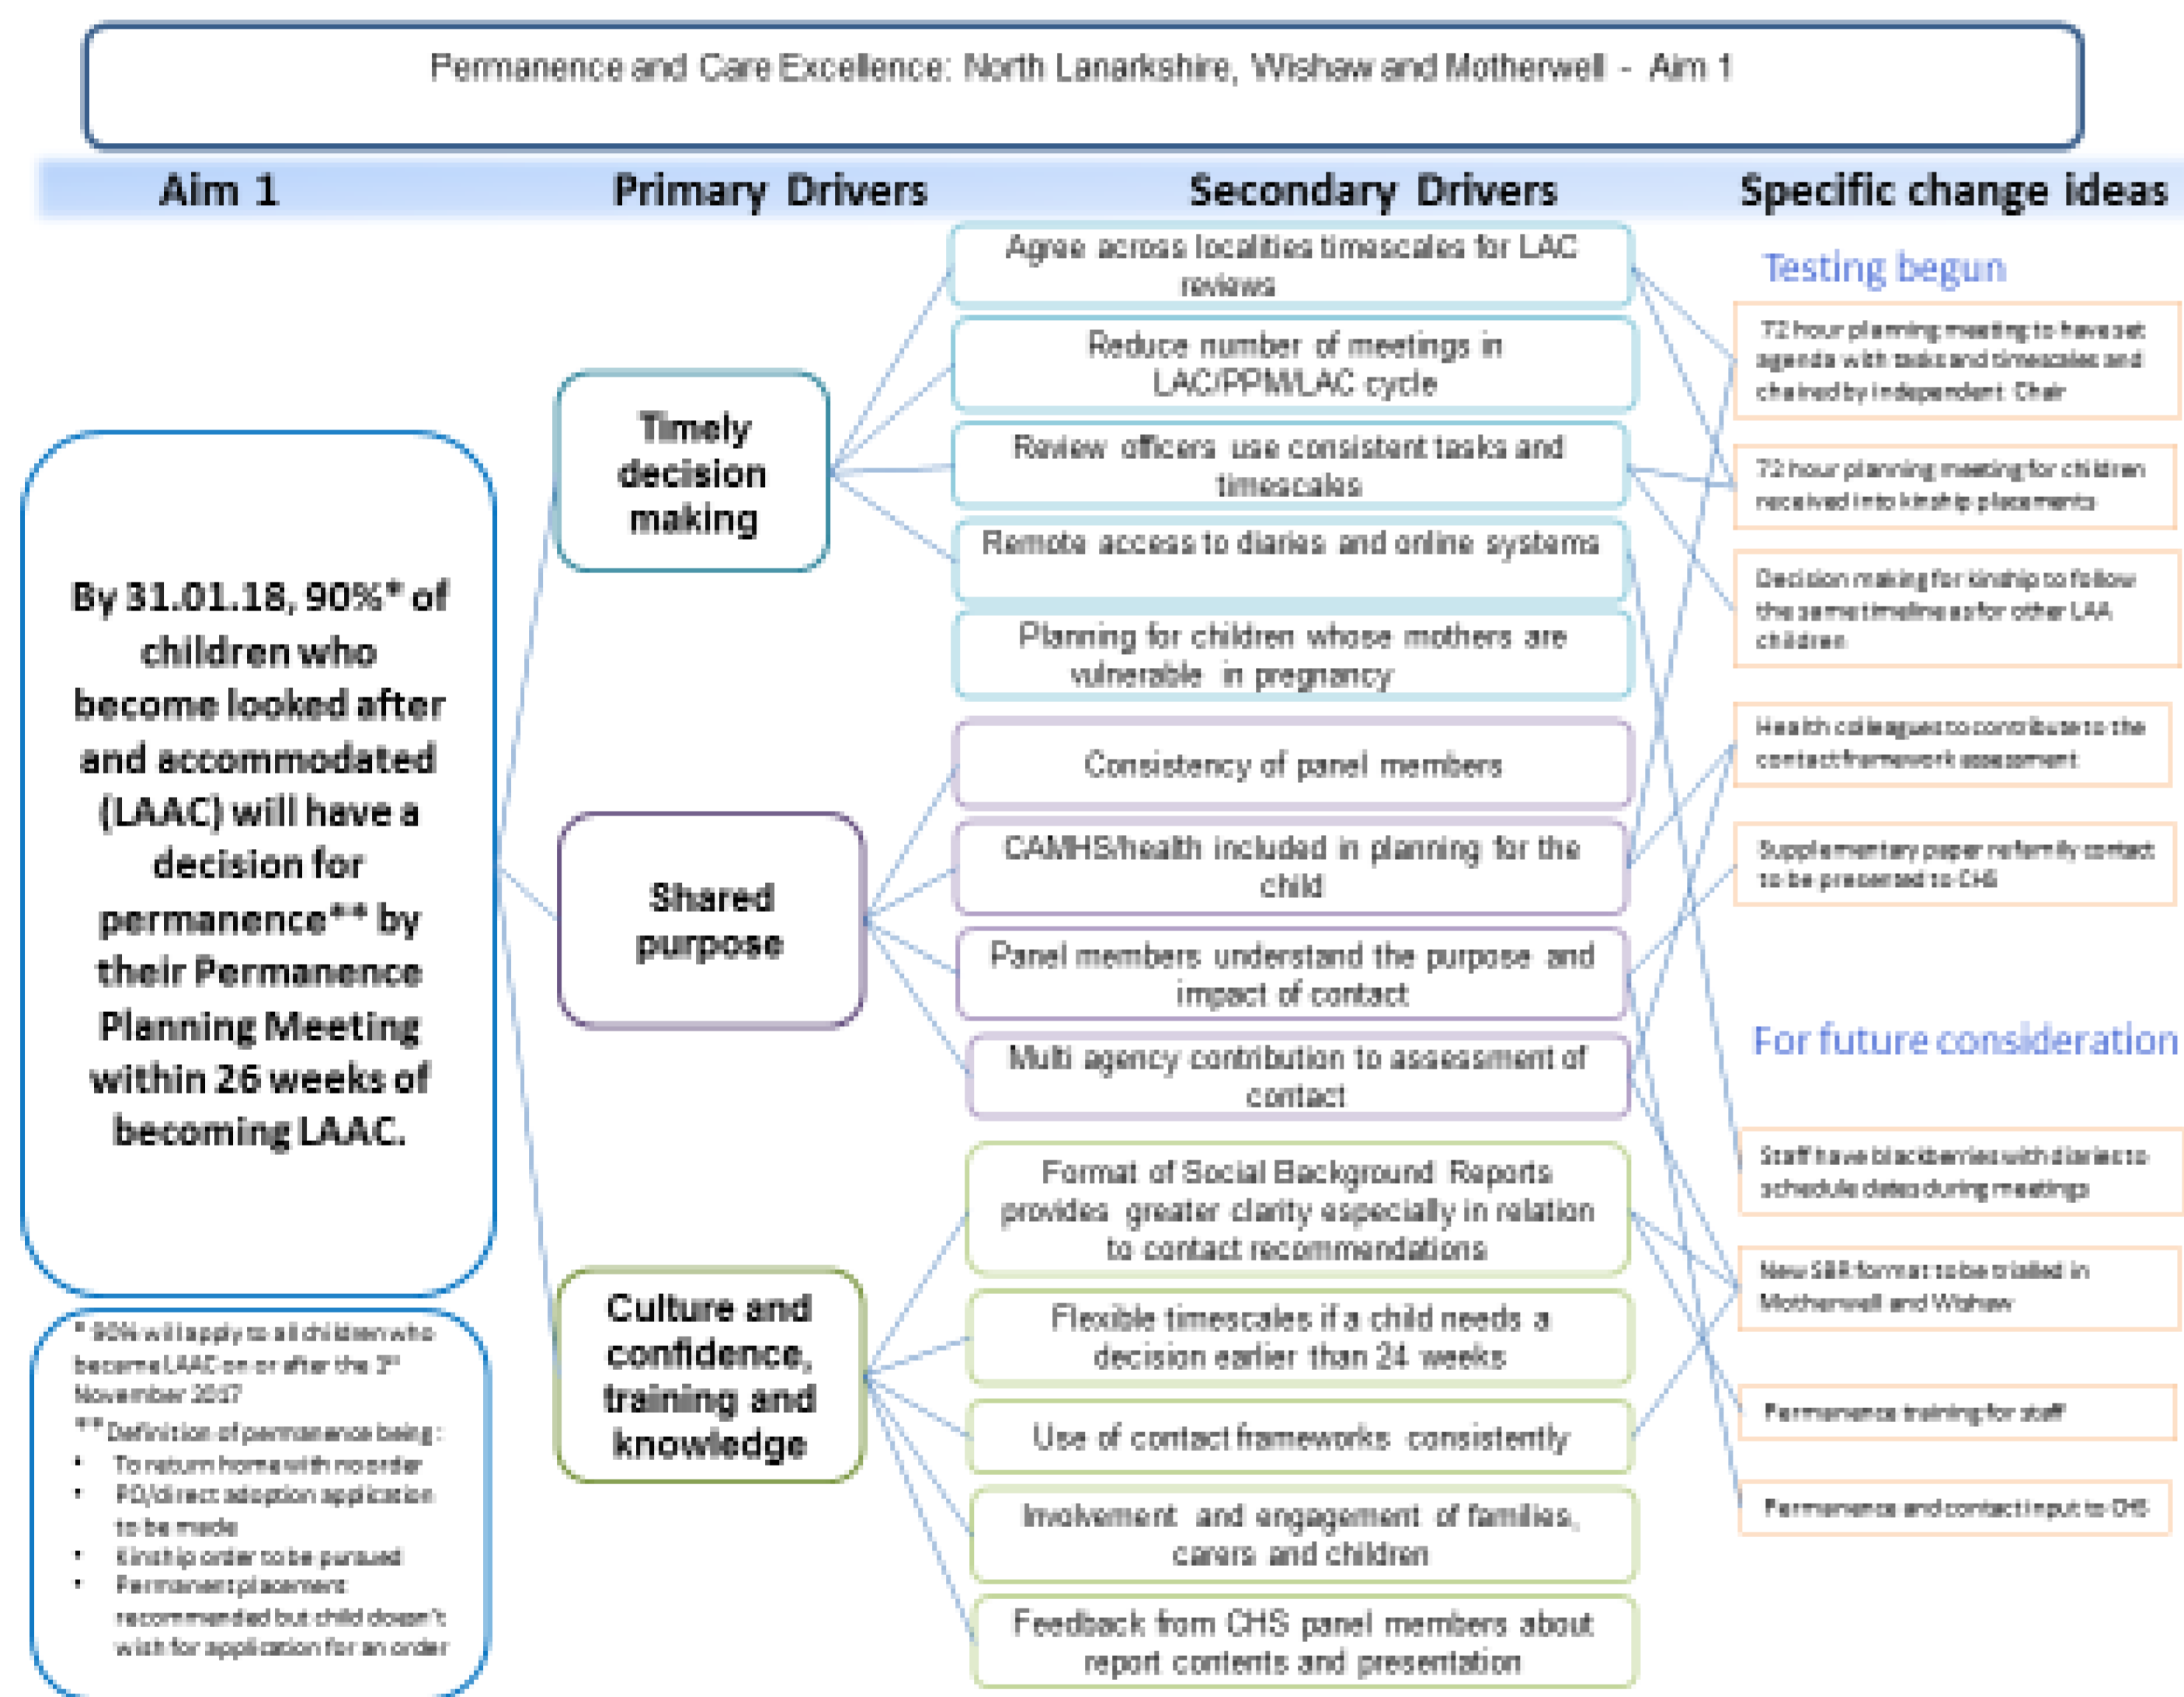 Permanence and Care Excellence: North Lanarkshire, Wishaw and Motherwell - Aim 1
Aim 1
Primary Drivers
Secondary Drivers
Specific change ideas
By 31.01.18, 90%* of
children who
become looked after
and accommodated
(LAAC) will have a
decision for
permanence** by
their Permanence
Planning Meeting
within 26 weeks of
becoming LAAC.
* 90% will apply to all children who
became LAAC on or after the 1st
November 2017
** Definition of permanence being:
• To return home with no order
• PO/direct adoption application
to be made
• Kinship order to be pursued
• Permanent placement
recommended but child doesn't
wish for application for an order
Timely
decision
making
Shared
purpose
Culture and
confidence,
training and
knowledge
Agree across localities timescales for LAC
reviews
Reduce number of meetings in
LAC/PPM/LAC cycle
Review officers use consistent tasks and
timescales
Remote access to diaries and online systems
Planning for children whose mothers are
vulnerable in pregnancy
Consistency of panel members
CAMHS/health included in planning for the
child
Panel members understand the purpose and
impact of contact
Multi agency contribution to assessment of
contact
Format of Social Background Reports
provides greater clarity especially in relation
to contact recommendations
Flexible timescales if a child needs a
decision earlier than 24 weeks
Use of contact frameworks consistently
Involvement and engagement of families,
carers and children
Feedback from CHS panel members about
report contents and presentation
Testing begun
72 hour planning meeting to have set
agenda with tasks and timescales and
chaired by independent Chair
72 hour planning meeting for children
received into kinship placements
Decision making for kinship to follow
the same timeline as for other LAA
children
Health colleagues to contribute to the
contact framework assessment
Supplementary paper re family contact
to be presented to CHS
For future consideration
Staff have blackberries with diaries to
schedule dates during meetings
New SBR format to be trialled in
Motherwell and Wishaw
Permanence training for staff
Permanence and contact input to CHS